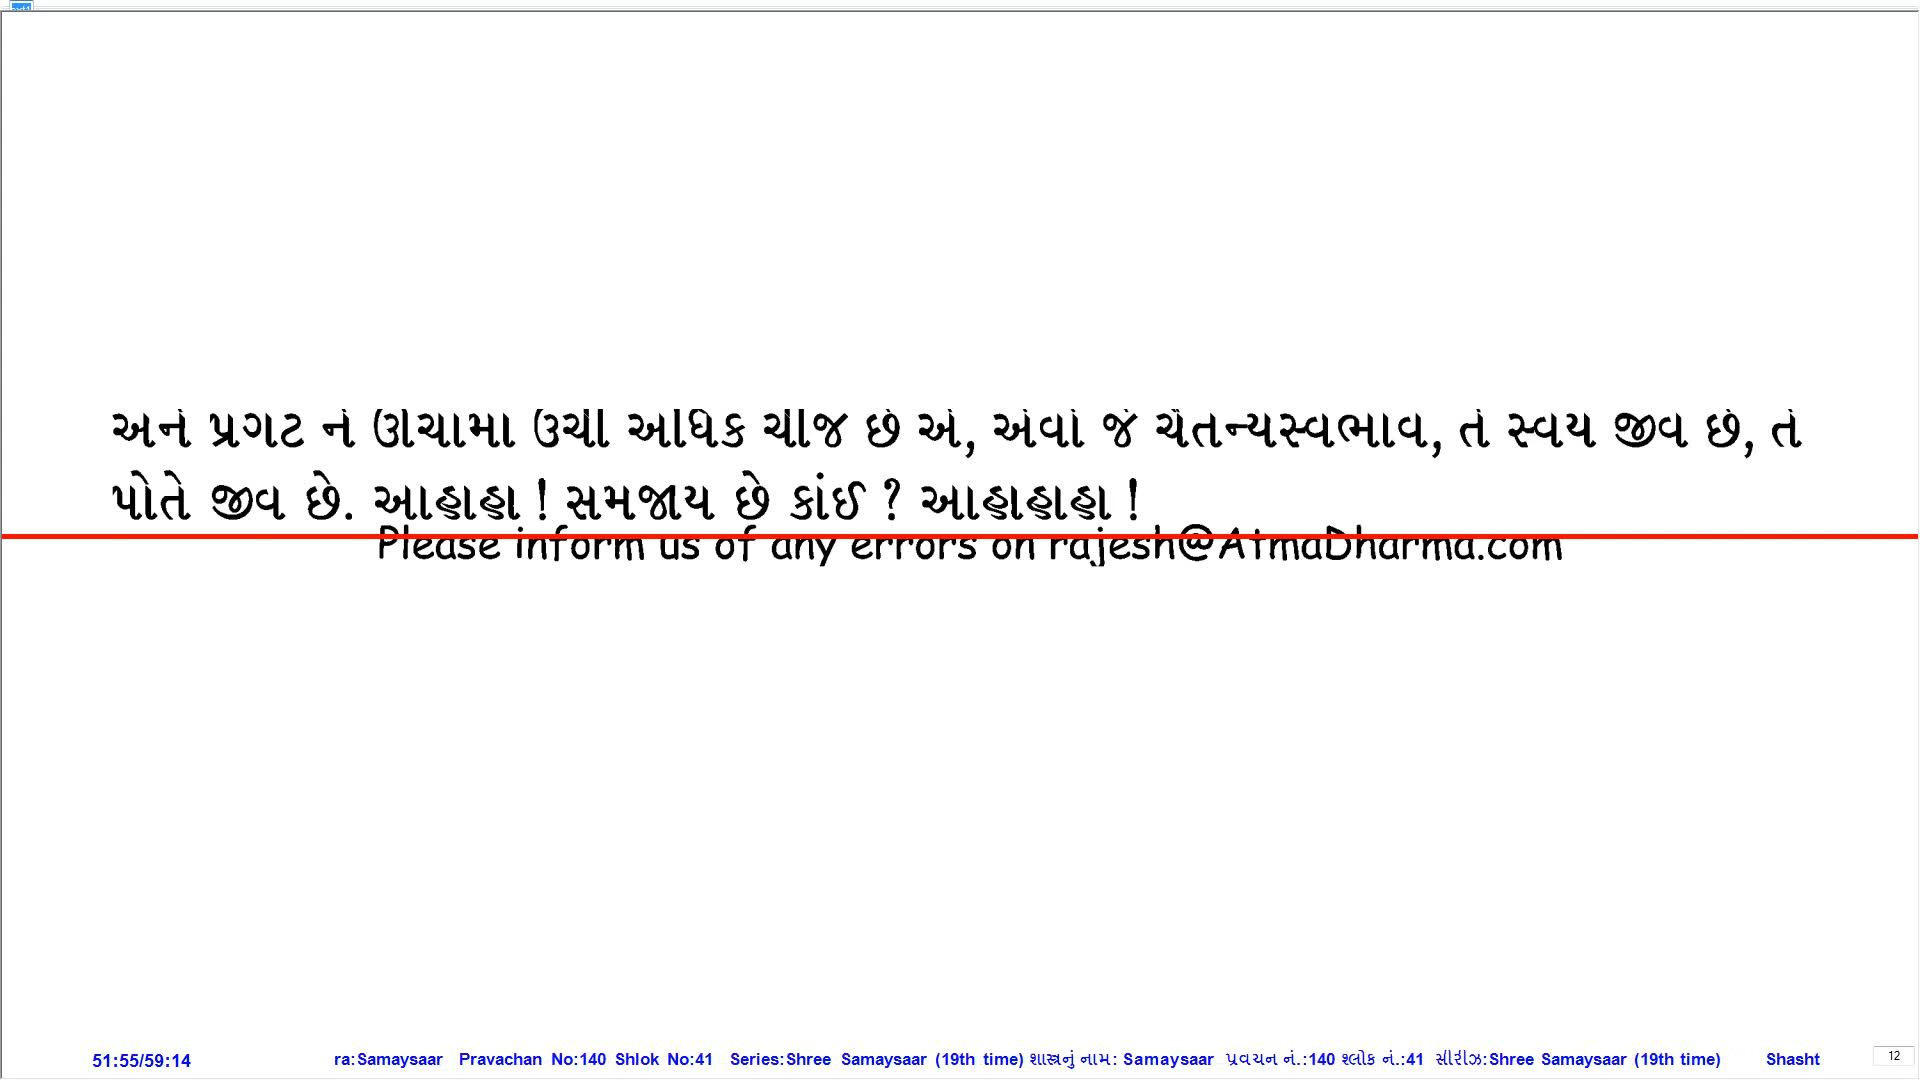 અને પ્રગટ ને ઊંચામાં ઉંચી અધિક ચીજ છે એ, એવો જે ચૈતન્યસ્વભાવ, તે સ્વયં જીવ છે, તે
પોતે જીવ છે. આહાહા ! સમજાય છે કાંઈ ? આહાહાહા !
Please inform us of any errors on rajesh@AtmaDharma.com
51:55/59:14 ra:Samaysaar Pravachan No:140 Shlok No:41 Series:Shree Samaysaar (19th time) શાસ્ત્રનું નામ: Samaysaar પ્રવચન નં.:140 શ્લોક નં.:41 સીરીઝ:Shree Samaysaar (19th time) Shasht 12